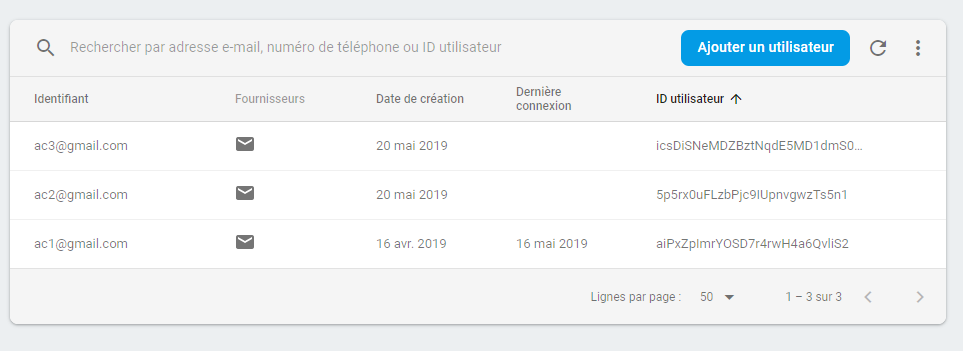 Rechercher par adresse e-mail, numéro de téléphone ou ID utilisateur
Ajouter un utilisateur
Identifiant Fournisseurs Date de création Dernière connexion ID utilisateur
ac3@gmail.com 20 mai 2019 icsDiSNeMDZBztNqdE5MD1dmS0...
ac2@gmail.com 20 mai 2019 5p5rx0uFLzbPjc9IUpnvgwzTs5n1
ac1@gmail.com 16 avr. 2019 16 mai 2019 aiPxZpImrYOSD7r4rwH4a6QvliS2
Lignes par page : 50 1 – 3 sur 3